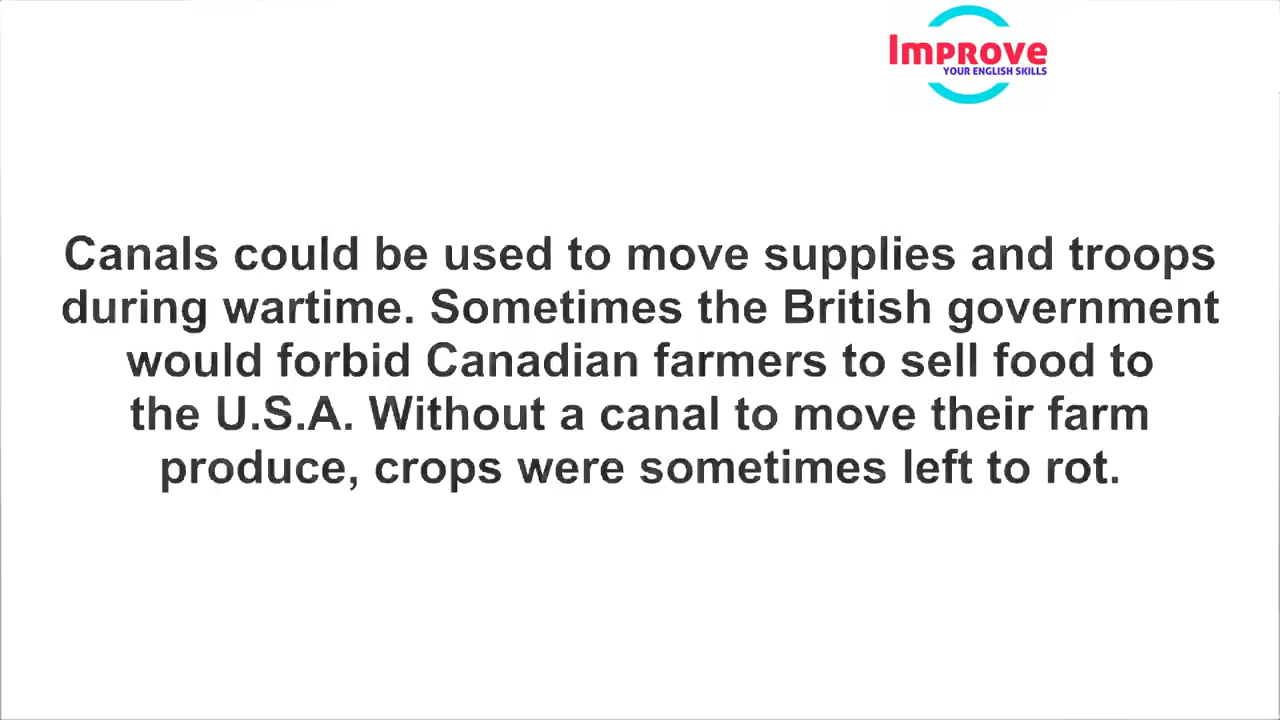 Improve
YOUR ENGLISH SKILLS
Canals could be used to move supplies and troops
during wartime. Sometimes the British government
would forbid Canadian farmers to sell food to
the U.S.A. Without a canal to move their farm
produce, crops were sometimes left to rot.